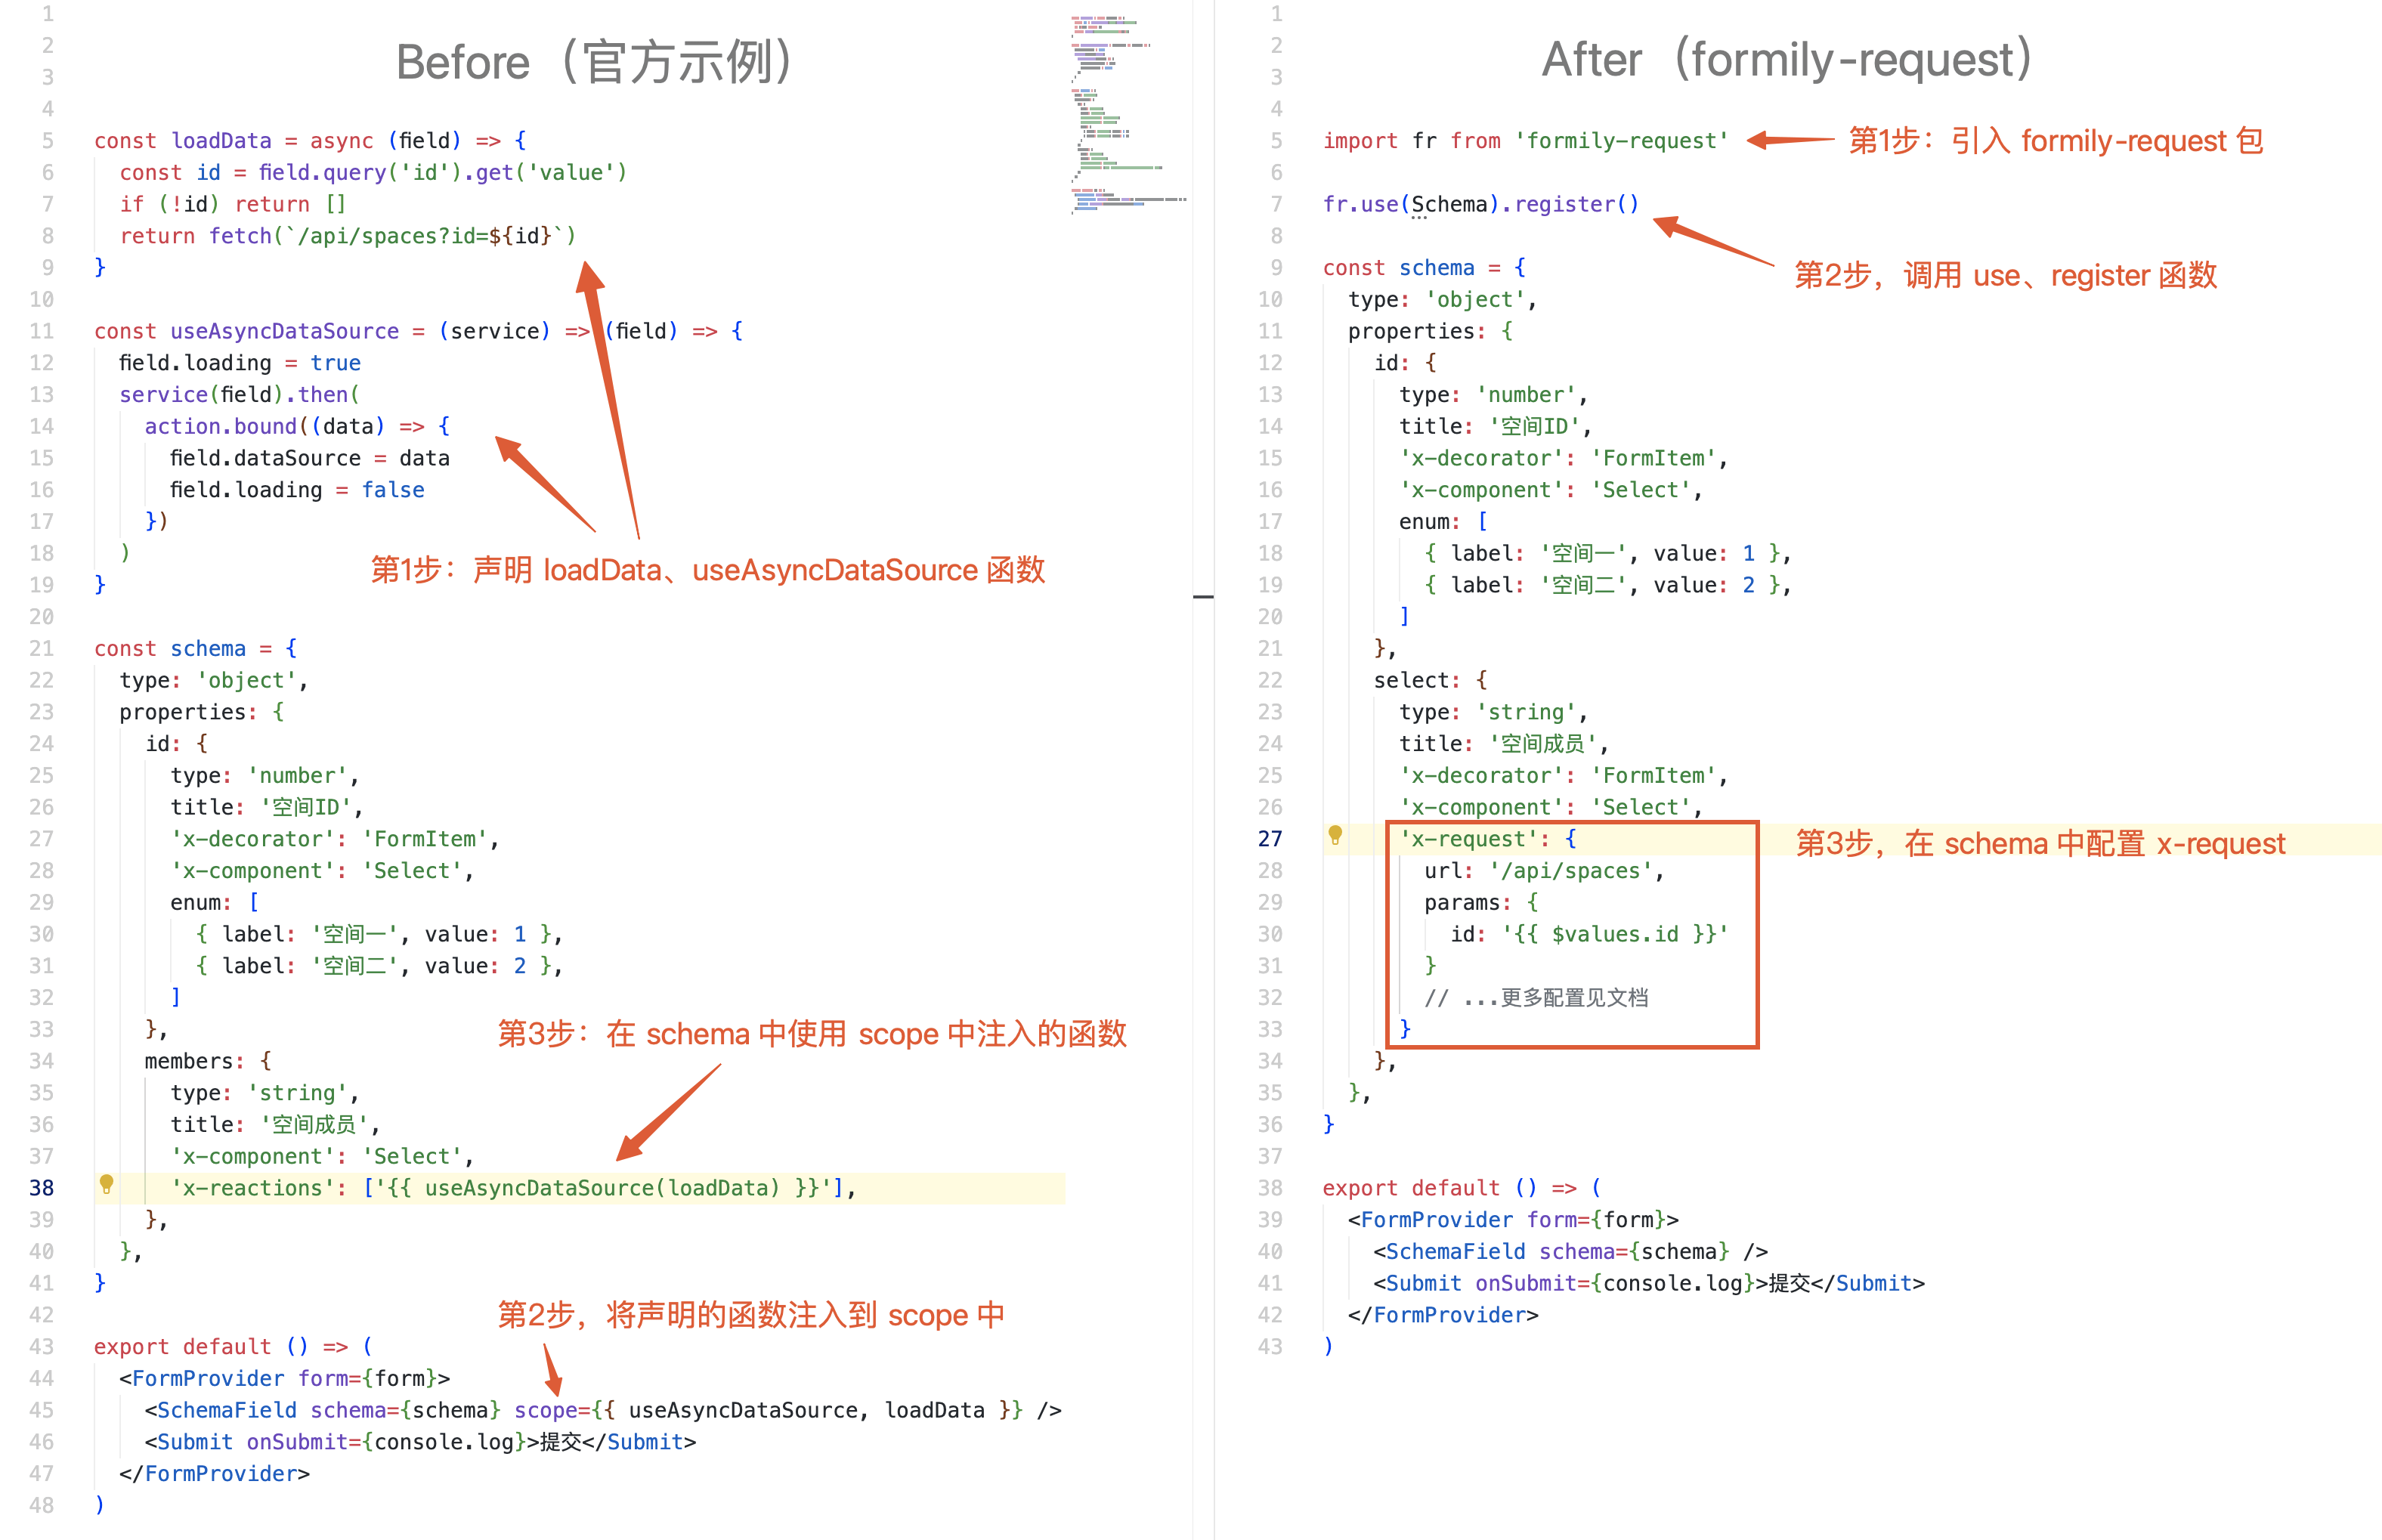 Before（官方示例）
1
2
3
4
5 const loadData = async (field) => {
6 const id = field.query('id').get('value')
7 if (!id) return []
8 return fetch(`/api/spaces?id=${id}`)
9 }
10
11 const useAsyncDataSource = (service) => (field) => {
12 field.loading = true
13 service(field).then(
14 action.bound((data) => {
15 field.dataSource = data
16 field.loading = false
17 })
18 )
第1步：声明 loadData、useAsyncDataSource 函数
19 }
20
21 const schema = {
22 type: 'object',
23 properties: {
24 id: {
25 type: 'number',
26 title: '空间ID',
27 'x-decorator': 'FormItem',
28 'x-component': 'Select',
29 enum: [
30 { label: '空间一', value: 1 },
31 { label: '空间二', value: 2 },
32 ]
33 },
第3步：在 schema 中使用 scope 中注入的函数
34 members: {
35 type: 'string',
36 title: '空间成员',
37 'x-component': 'Select',
38 'x-reactions': ['{{ useAsyncDataSource(loadData) }}'],
39 },
40 },
41 }
42
第2步，将声明的函数注入到 scope 中
43 export default () => (
44 <FormProvider form={form}>
45 <SchemaField schema={schema} scope={{ useAsyncDataSource, loadData }} />
46 <Submit onSubmit={console.log}>提交</Submit>
47 </FormProvider>
48 )
After（formily-request）
1
2
3
4
5 import fr from 'formily-request'
第1步：引入 formily-request 包
6
7 fr.use(Schema).register()
8
第2步，调用 use、register 函数
9 const schema = {
10 type: 'object',
11 properties: {
12 id: {
13 type: 'number',
14 title: '空间ID',
15 'x-decorator': 'FormItem',
16 'x-component': 'Select',
17 enum: [
18 { label: '空间一', value: 1 },
19 { label: '空间二', value: 2 },
20 ]
21 },
22 select: {
23 type: 'string',
24 title: '空间成员',
25 'x-decorator': 'FormItem',
26 'x-component': 'Select',
27 'x-request': {
第3步，在 schema 中配置 x-request
28 url: '/api/spaces',
29 params: {
30 id: '{{ $values.id }}'
31 }
32 // ...更多配置见文档
33 }
34 },
35 },
36 }
37
38 export default () => (
39 <FormProvider form={form}>
40 <SchemaField schema={schema} />
41 <Submit onSubmit={console.log}>提交</Submit>
42 </FormProvider>
43 )